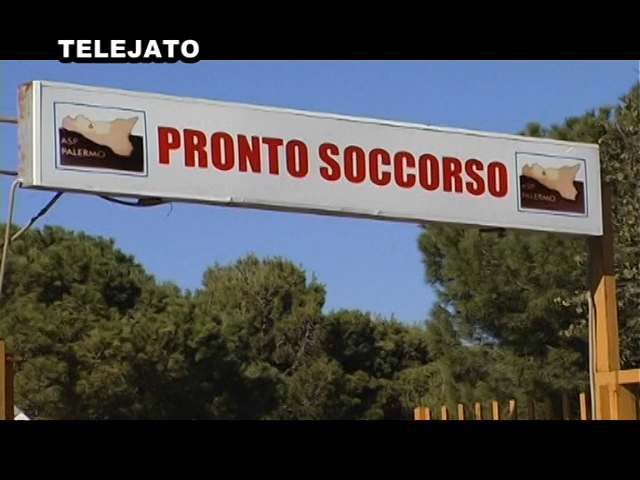 TELEJATO
ASP
PALERMO
PRONTO SOCCORSO
ASP
PALERMO